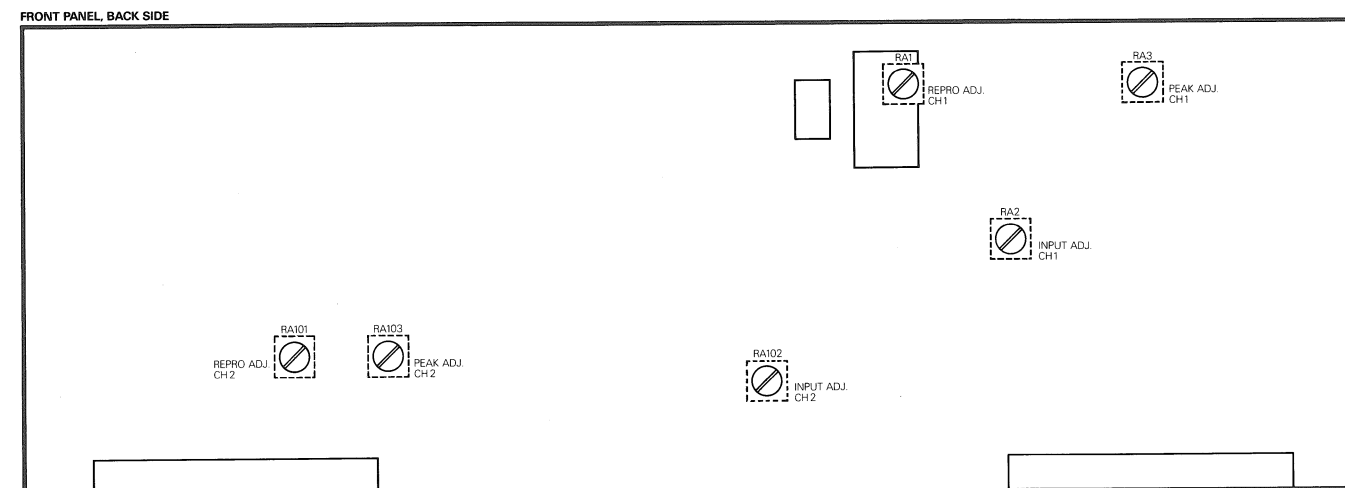 FRONT PANEL, BACK SIDE
RA1
REPRO ADJ.
CH1
RA3
PEAK ADJ.
CH1
RA2
INPUT ADJ.
CH1
RA101
REPRO ADJ.
CH2
RA103
PEAK ADJ.
CH2
RA102
INPUT ADJ.
CH2